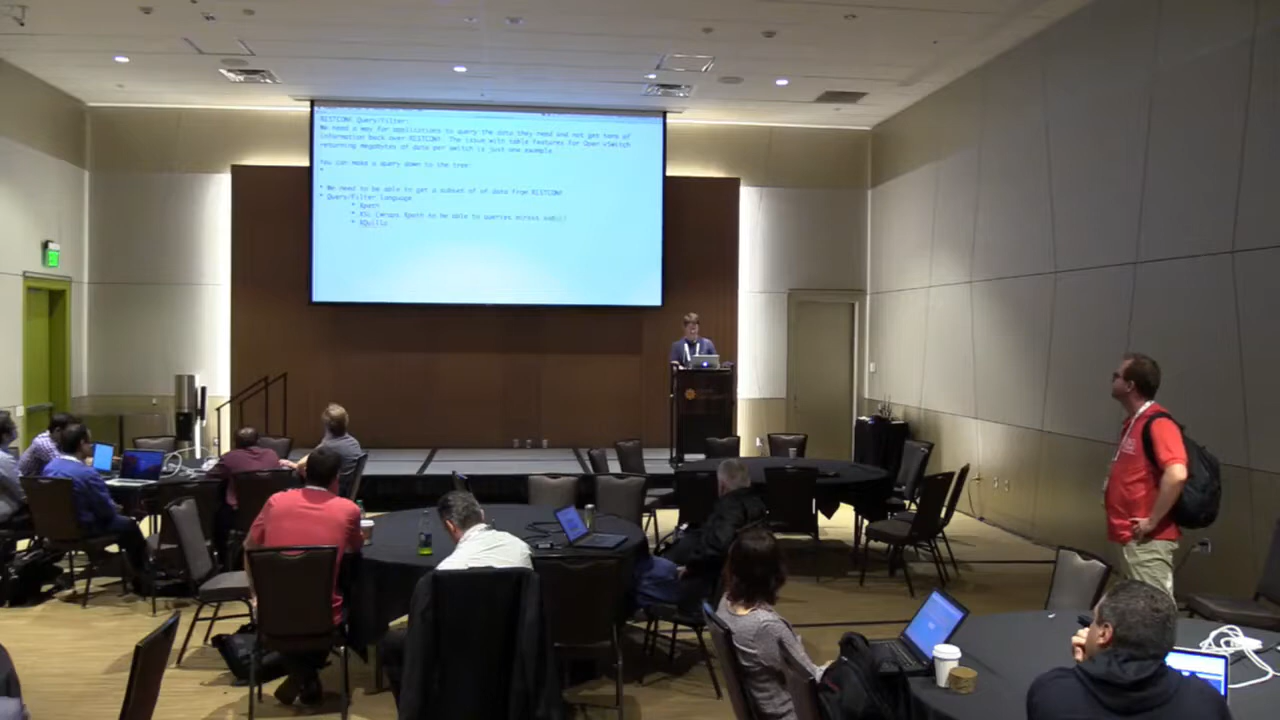 RESTCONF Query/Filter:
We need a way for applications to query the data they need and not get tons of
information back over RESTCONF. The issue with table features for Open vSwitch
returning megabytes of data per switch is just one example.
You can make a query down to the tree:
*
* We need to be able to get a subset of of data from RESTCONF
* Query/Filter language
* Xpath
* XSL (Wraps Xpath to be able to queries across